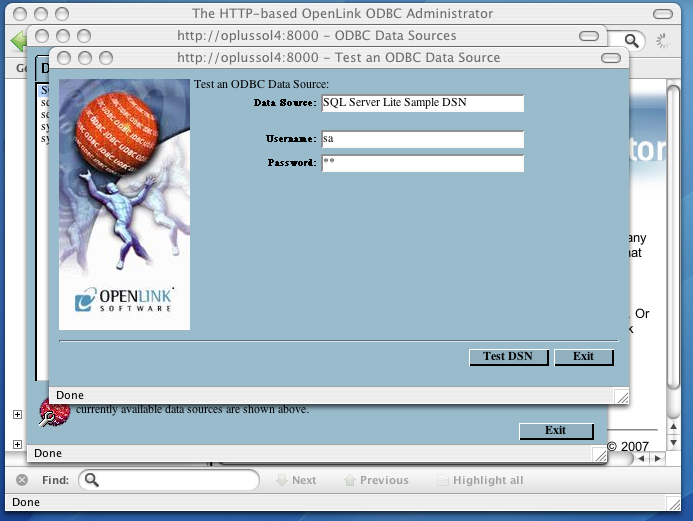 The HTTP-based OpenLink ODBC Administrator
http://oplussol4:8000 – ODBC Data Sources
http://oplussol4:8000 – Test an ODBC Data Source
Test an ODBC Data Source:
Data Source: SQL Server Lite Sample DSN
Username: sa
Password: **
OPENLINK
SOFTWARE
Test DSN Exit
Done
currently available data sources are shown above.
Exit
© 2007
Done
Find: Next Previous Highlight all
Done